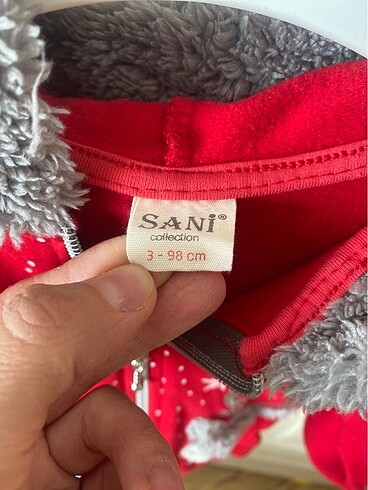 SANİ®
collection
3 - 98 cm